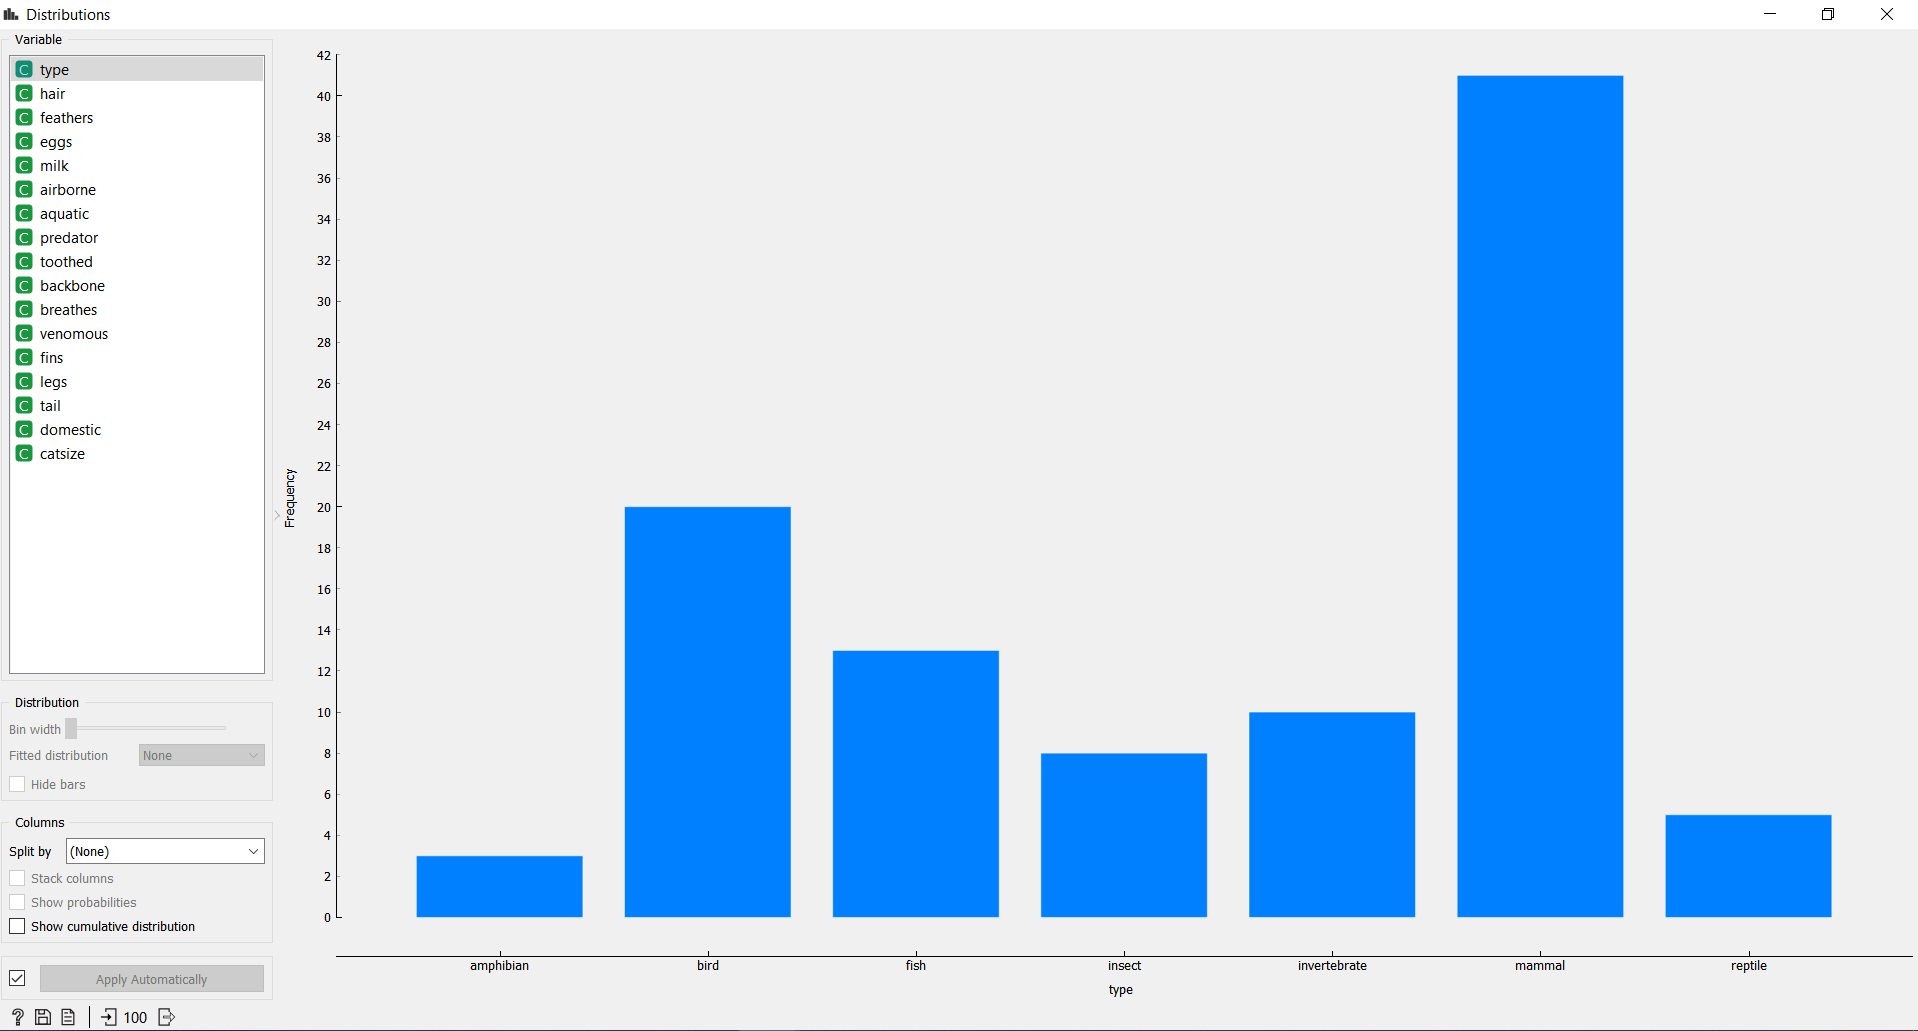 Distributions
Variable
C type
C hair
C feathers
C eggs
C milk
C airborne
C aquatic
C predator
C toothed
C backbone
C breathes
C venomous
C fins
C legs
C tail
C domestic
C catsize
Distribution
Bin width
Fitted distribution None
Hide bars
Columns
Split by (None)
Stack columns
Show probabilities
Show cumulative distribution
Apply Automatically
? 100
Frequency
42
40
38
36
34
32
30
28
26
24
22
20
18
16
14
12
10
8
6
4
2
0
amphibian bird fish insect invertebrate mammal reptile
type